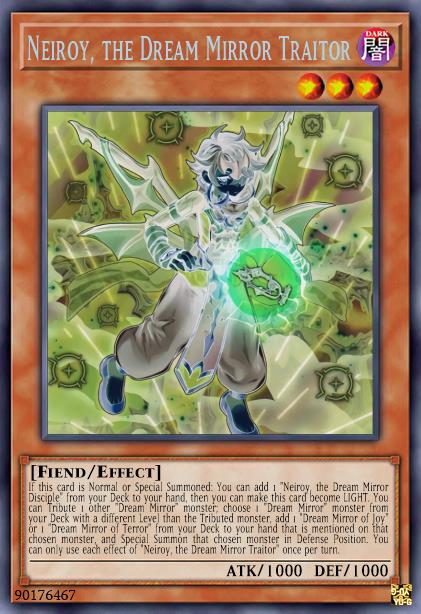 Neiroy, the Dream Mirror Traitor
DARK
闇
[Fiend/Effect]
If this card is Normal or Special Summoned: You can add 1 "Neiroy, the Dream Mirror
Disciple" from your Deck to your hand, then you can make this card become LIGHT. You
can Tribute 1 other "Dream Mirror" monster; choose 1 "Dream Mirror" monster from
your Deck with a different Level than the Tributed monster, add 1 "Dream Mirror of Joy"
or 1 "Dream Mirror of Terror" from your Deck to your hand that is mentioned on that
chosen monster, and Special Summon that chosen monster in Defense Position. You
can only use each effect of "Neiroy, the Dream Mirror Traitor" once per turn.
ATK/1000 DEF/1000
90176467